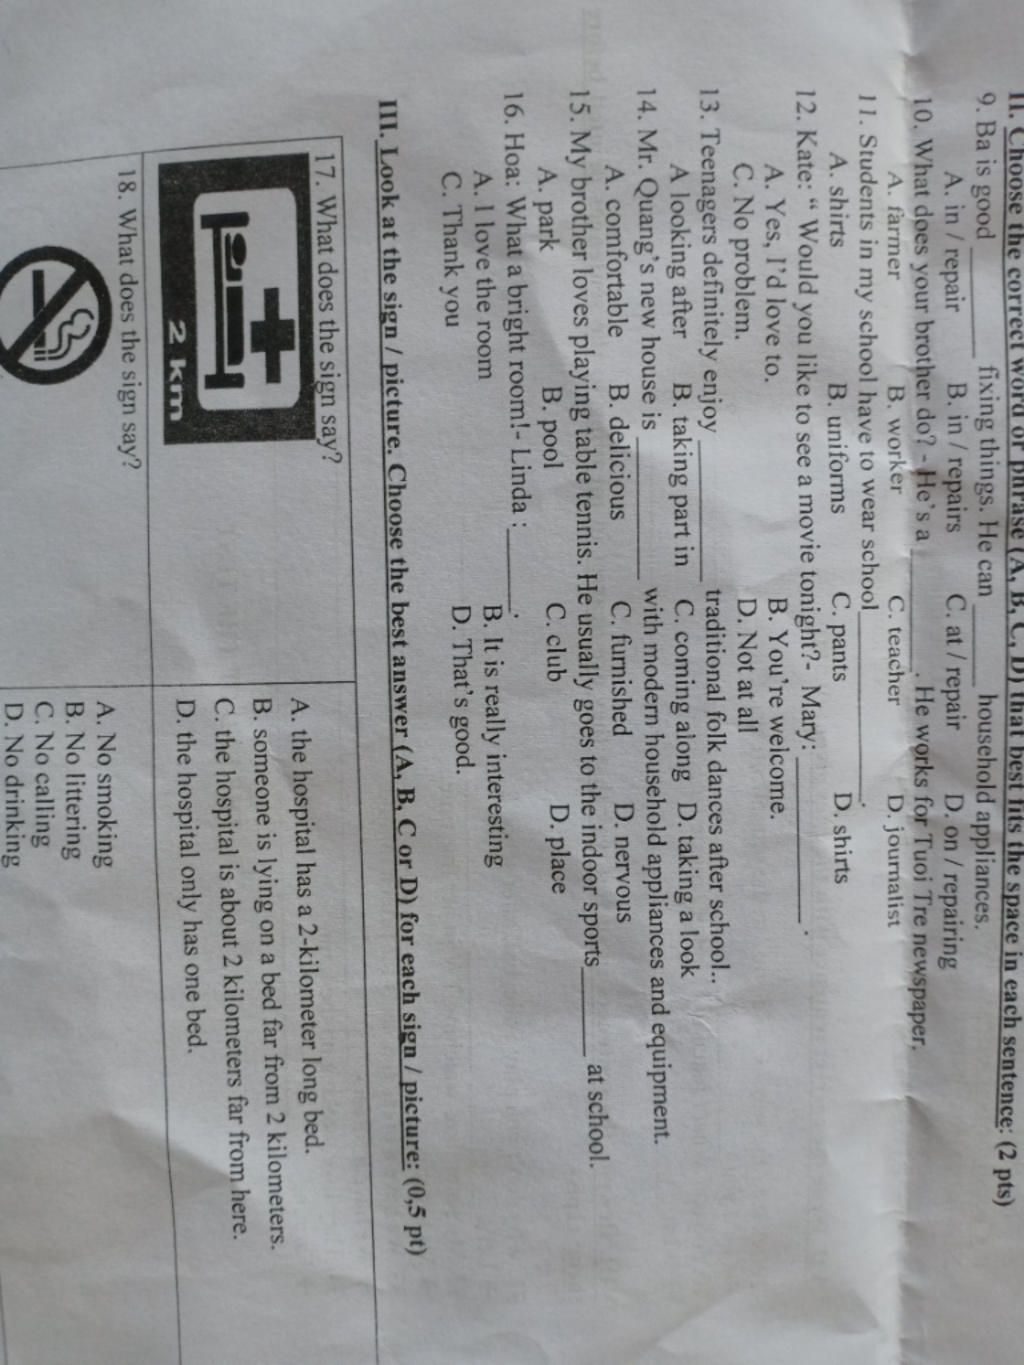 II. Choose the correct word or phrase (A, B, C, D) that best fits the space in each sentence: (2 pts)
9. Ba is good ________ fixing things. He can ______ household appliances.
A. in / repair B. in / repairs C. at / repair D. on / repairing
10. What does your brother do? - He's a ________. He works for Tuoi Tre newspaper.
A. farmer B. worker C. teacher D. journalist
11. Students in my school have to wear school______________.
A. shirts B. uniforms C. pants D. shirts
12. Kate: “ Would you like to see a movie tonight?- Mary: ____________.
A. Yes, I'd love to. B. You're welcome.
C. No problem. D. Not at all
13. Teenagers definitely enjoy __________ traditional folk dances after school..
A looking after B. taking part in C. coming along D. taking a look
14. Mr. Quang's new house is __________ with modern household appliances and equipment.
A. comfortable B. delicious C. furnished D. nervous
15. My brother loves playing table tennis. He usually goes to the indoor sports______ at school.
A. park B. pool C. club D. place
16. Hoa: What a bright room!- Linda :______.
A. I love the room B. It is really interesting
C. Thank you D. That's good.
III. Look at the sign / picture. Choose the best answer (A, B, C or D) for each sign / picture: (0,5 pt)
17. What does the sign say?
2 km
A. the hospital has a 2-kilometer long bed.
B. someone is lying on a bed far from 2 kilometers.
C. the hospital is about 2 kilometers far from here.
D. the hospital only has one bed.
18. What does the sign say?
A. No smoking
B. No littering
C. No calling
D. No drinking